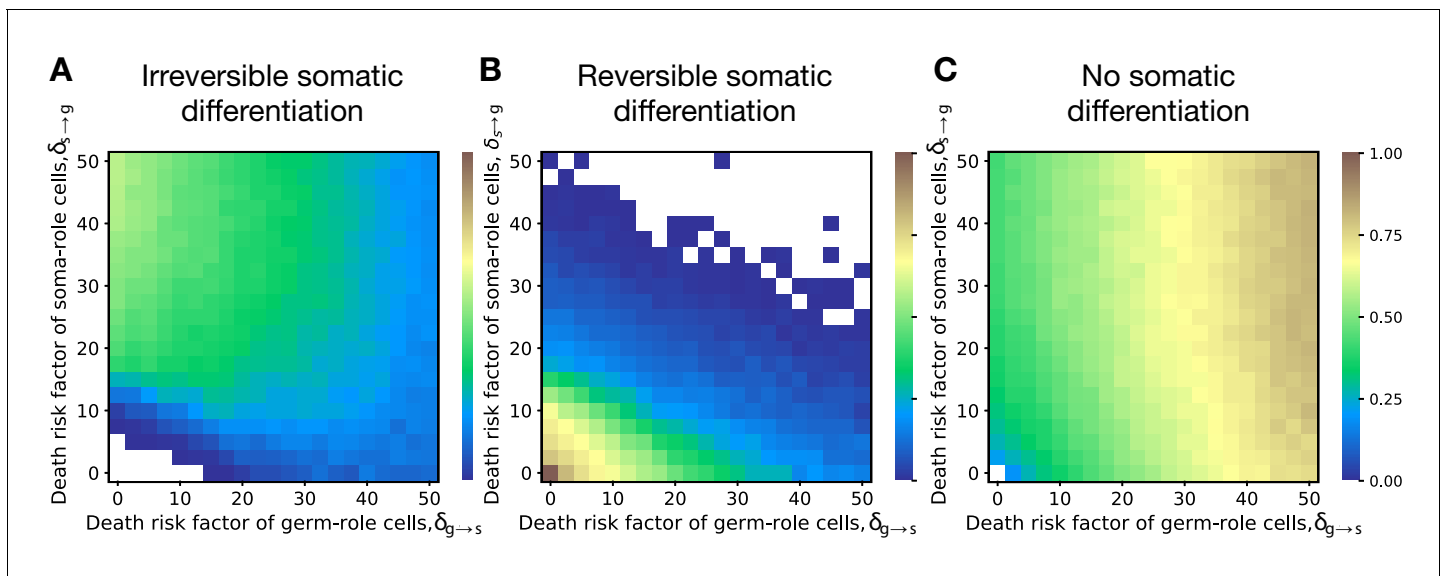 A
Irreversible somatic
differentiation
Death risk factor of soma-role cells, δs→g
50
40
30
20
10
0
0 10 20 30 40 50
Death risk factor of germ-role cells, δg→s
B
Reversible somatic
differentiation
Death risk factor of soma-role cells, δs→g
50
40
30
20
10
0
0 10 20 30 40 50
Death risk factor of germ-role cells, δg→s
C
No somatic
differentiation
Death risk factor of soma-role cells, δs→g
50
40
30
20
10
0
0 10 20 30 40 50
Death risk factor of germ-role cells, δg→s
1.00
0.75
0.50
0.25
0.00